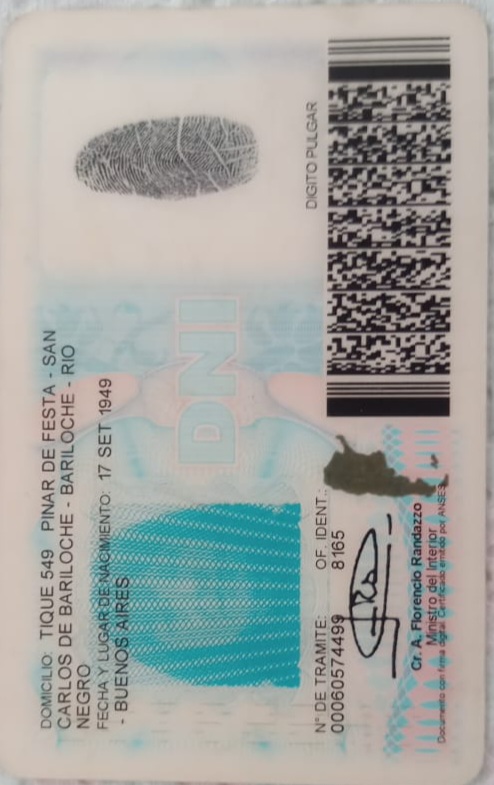 DOMICILIO: TIQUE 549 PINAR DE FESTA - SAN
CARLOS DE BARILOCHE - BARILOCHE - RIO
NEGRO
FECHA Y LUGAR DE NACIMIENTO: 17 SET 1949
- BUENOS AIRES
DNI
DIGITO PULGAR
N° DE TRAMITE: OF. IDENT.:
00060574499 8165
Cr. A. Florencio Randazzo
Ministro del Interior
Documento con firma digital. Certificado emitido por ANSES